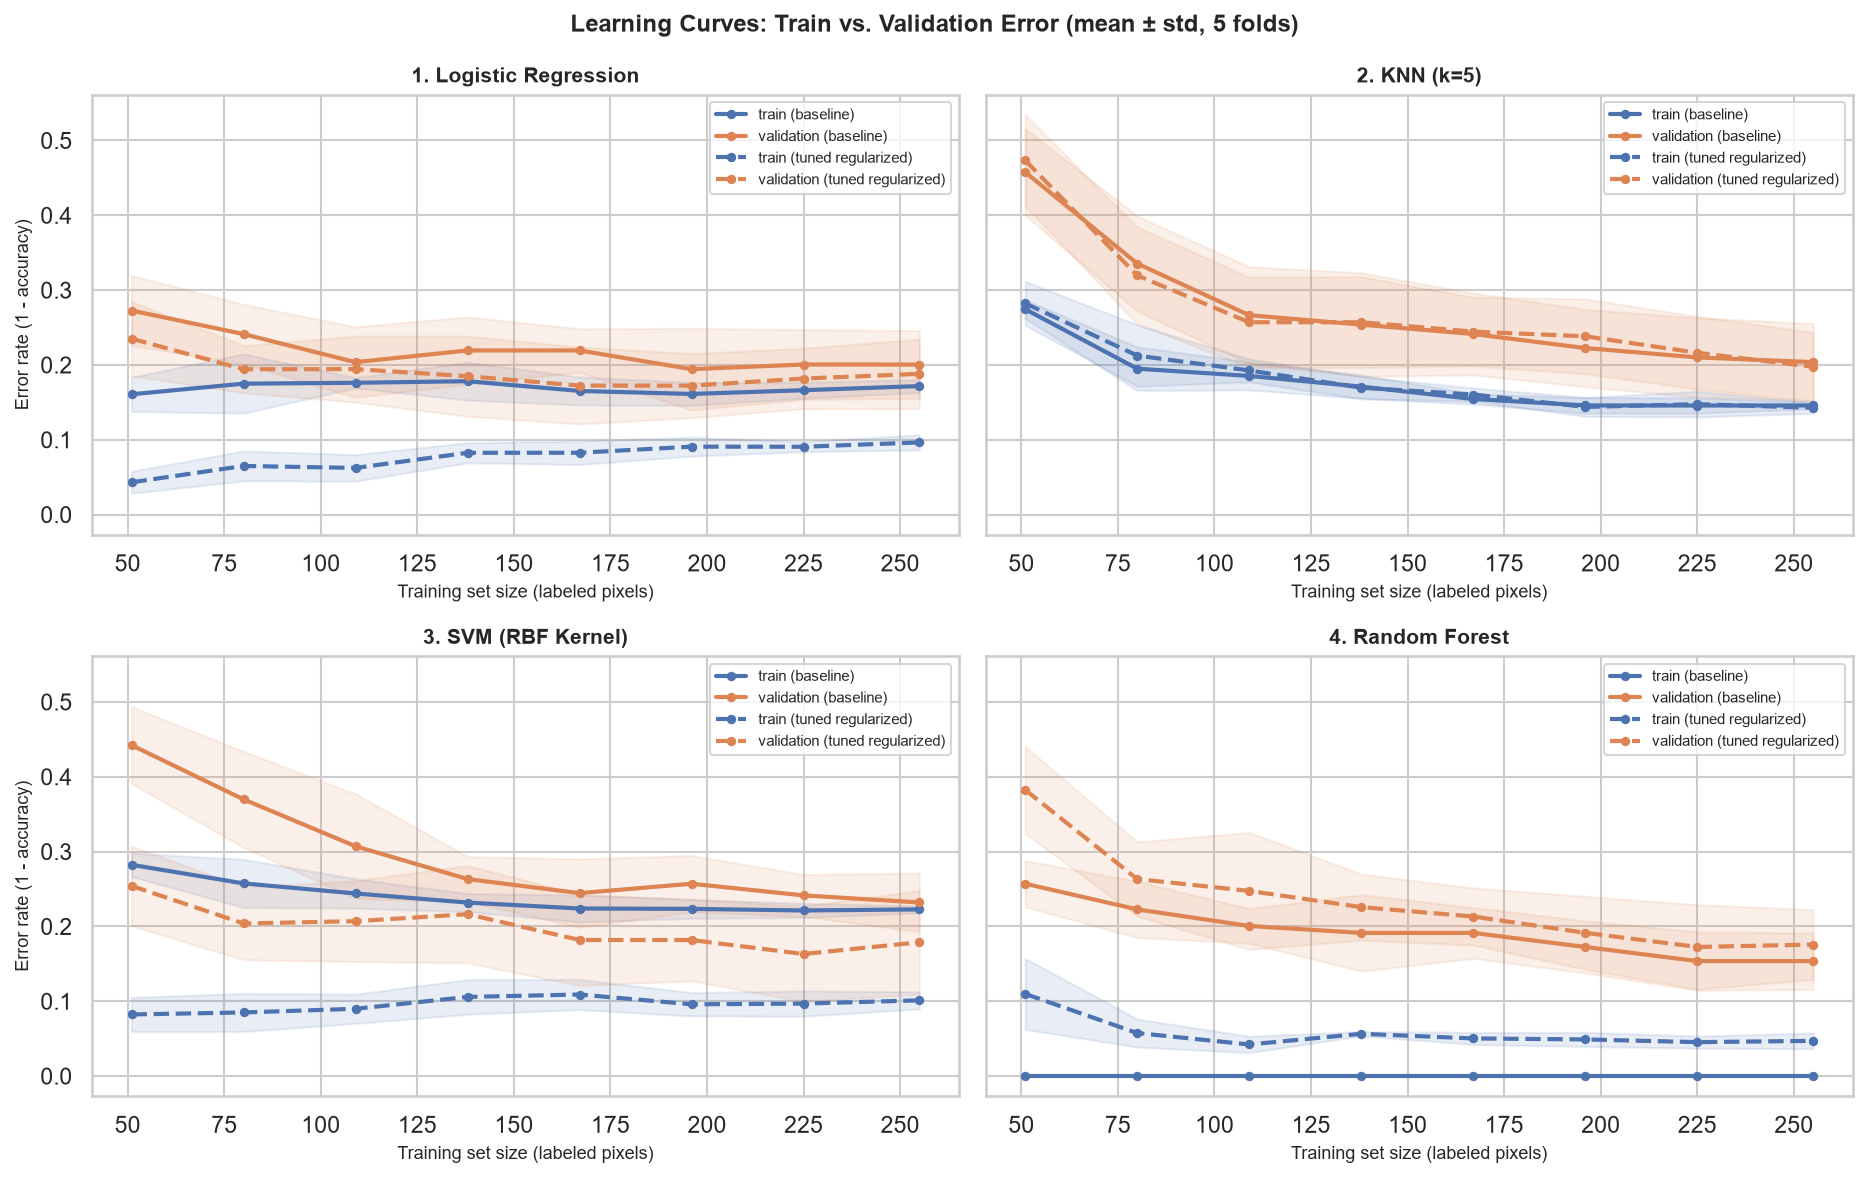 Learning Curves: Train vs. Validation Error (mean ± std, 5 folds)
1. Logistic Regression
train (baseline)
validation (baseline)
train (tuned regularized)
validation (tuned regularized)
0.5
0.4
0.3
0.2
0.1
0.0
Error rate (1 - accuracy)
50 75 100 125 150 175 200 225 250
Training set size (labeled pixels)
2. KNN (k=5)
train (baseline)
validation (baseline)
train (tuned regularized)
validation (tuned regularized)
50 75 100 125 150 175 200 225 250
Training set size (labeled pixels)
3. SVM (RBF Kernel)
train (baseline)
validation (baseline)
train (tuned regularized)
validation (tuned regularized)
0.5
0.4
0.3
0.2
0.1
0.0
Error rate (1 - accuracy)
50 75 100 125 150 175 200 225 250
Training set size (labeled pixels)
4. Random Forest
train (baseline)
validation (baseline)
train (tuned regularized)
validation (tuned regularized)
50 75 100 125 150 175 200 225 250
Training set size (labeled pixels)